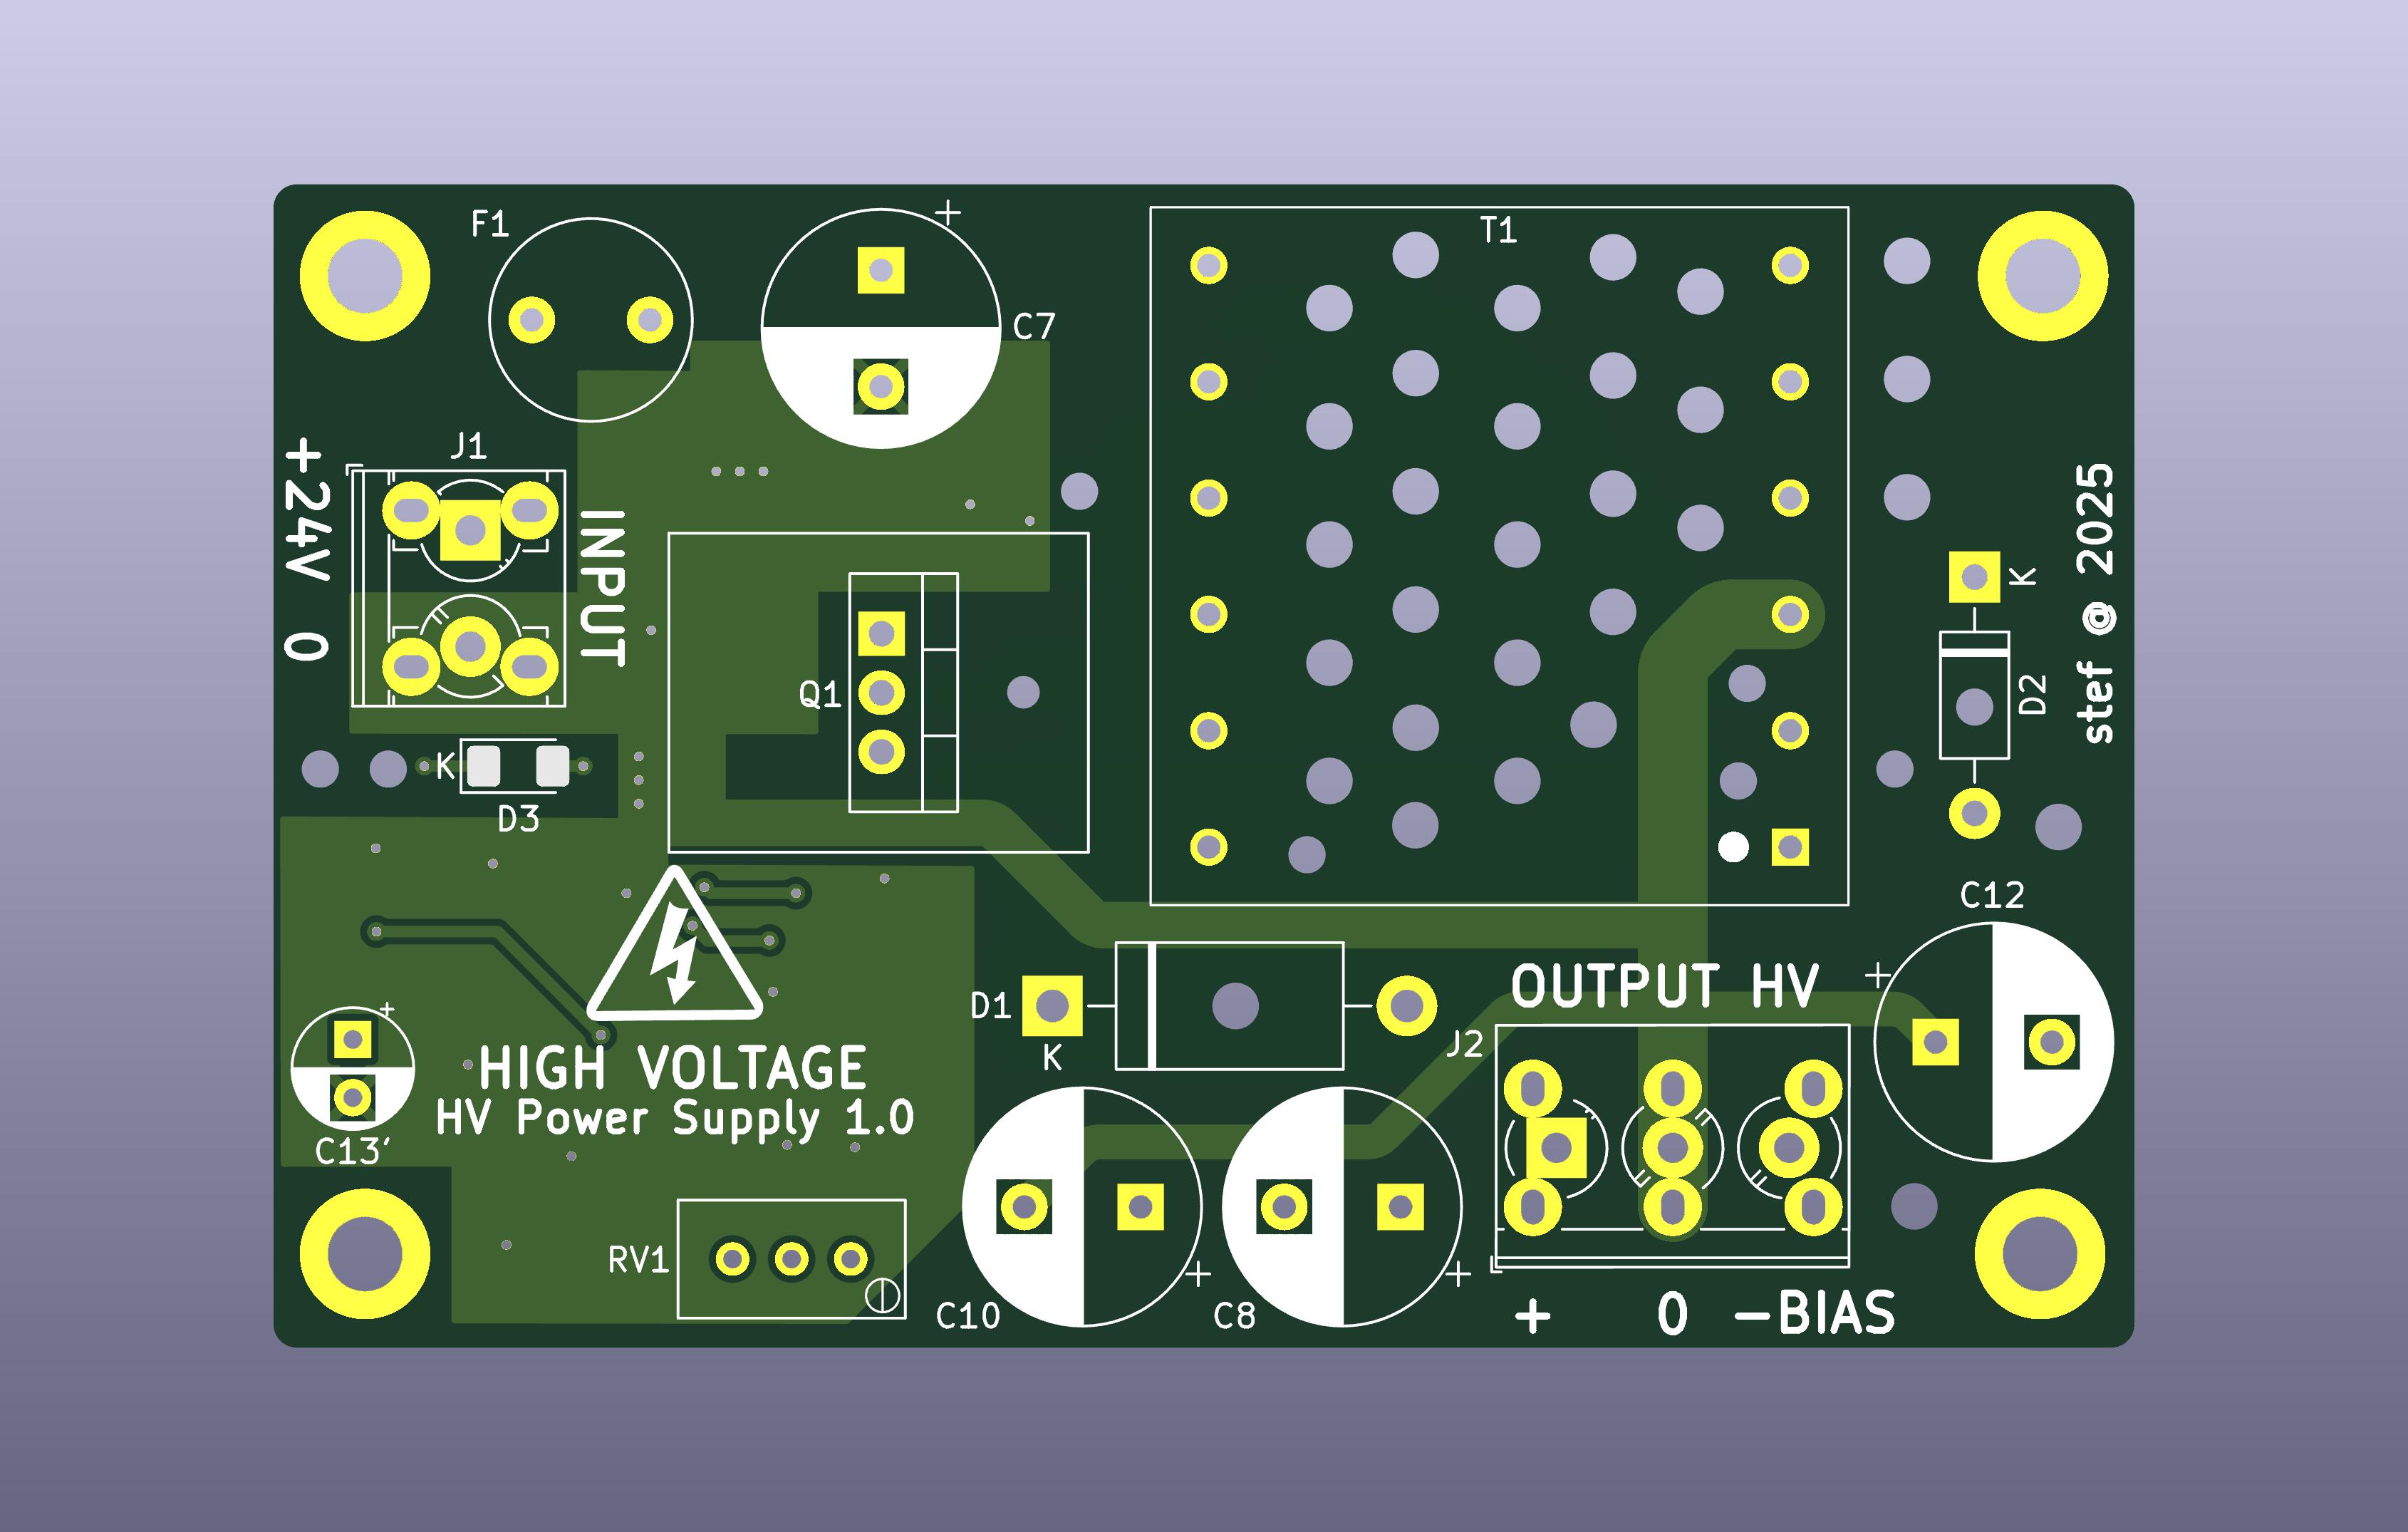 F1
+
C7
T1
J1
+24V
0
INPUT
Q1
K
D3
K
D2
stef @ 2025
C12
+
D1
K
OUTPUT HV
J2
+
C13'
HIGH VOLTAGE
HV Power Supply 1.0
RV1
C10
+
C8
+
+ 0 -BIAS